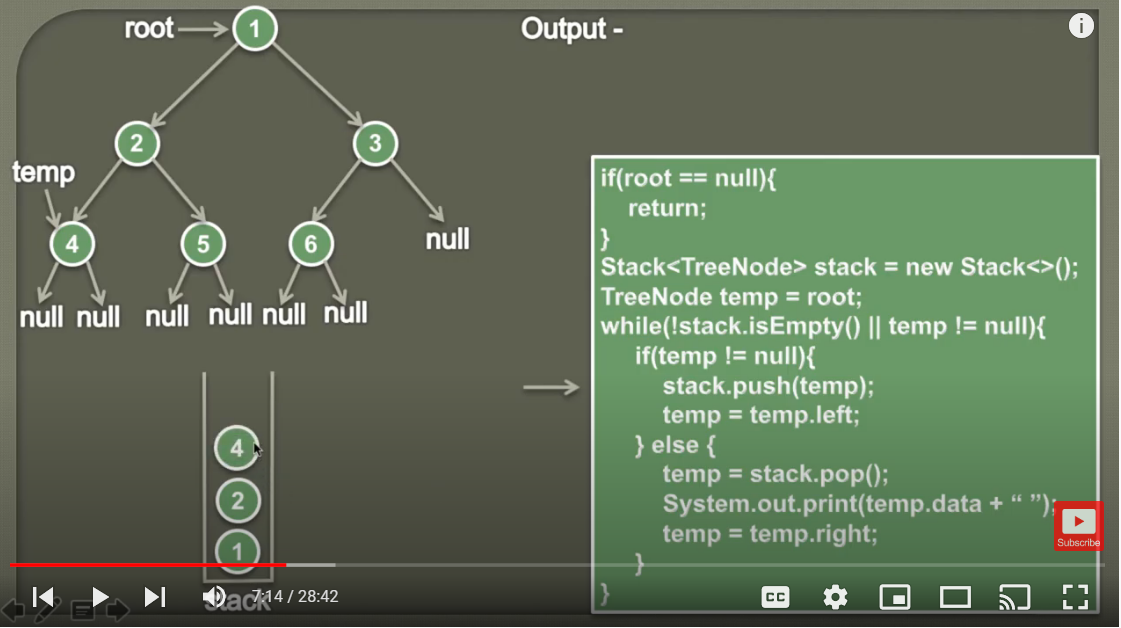 root
1
Output -
2
3
temp
4
5
6
null
null
null
null
null
null
null
if(root == null){
return;
}
Stack<TreeNode> stack = new Stack<>();
TreeNode temp = root;
while(!stack.isEmpty() || temp != null){
if(temp != null){
stack.push(temp);
temp = temp.left;
} else {
temp = stack.pop();
System.out.print(temp.data + “ ”);
temp = temp.right;
}
}
4
2
1
stack
Subscribe
7:14 / 28:42
CC
i